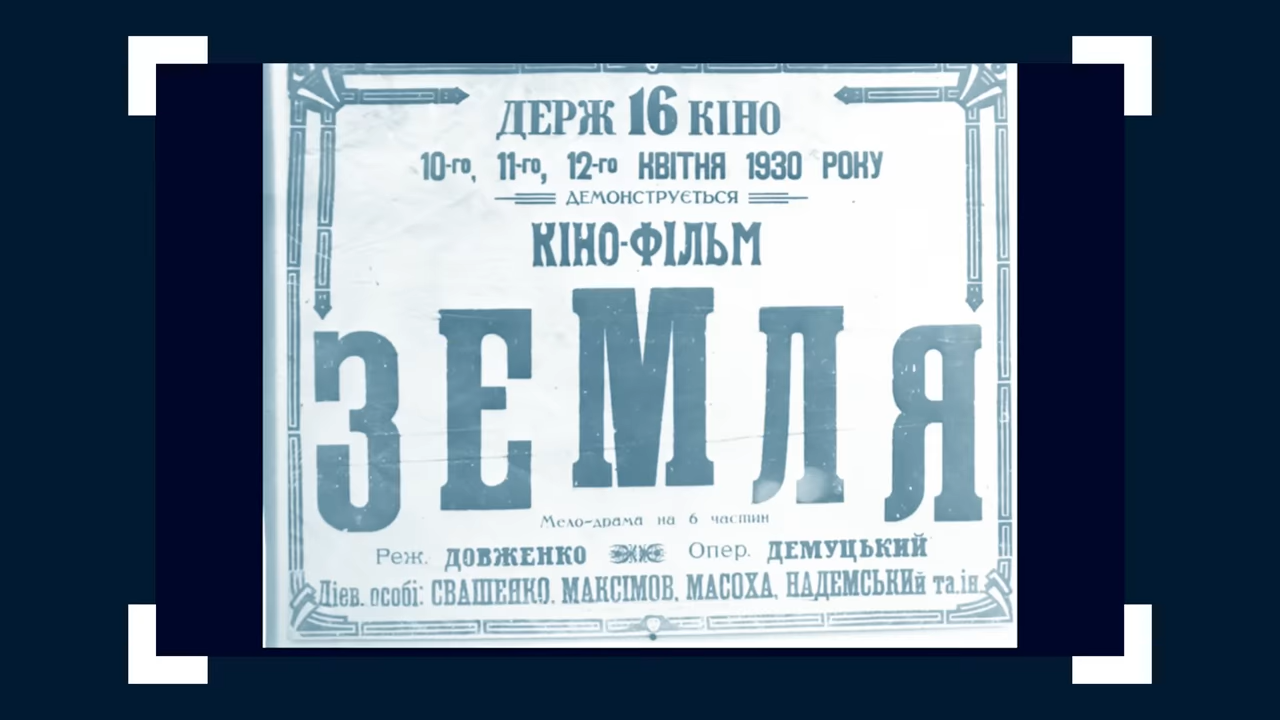 ДЕРЖ 16 КІНО
10-го, 11-го, 12-го КВІТНЯ 1930 РОКУ
ДЕМОНСТРУЄТЬСЯ
КІНО-ФІЛЬМ
ЗЕМЛЯ
Мело-драма на 6 частин
Реж. ДОВЖЕНКО Опер. ДЕМУЦЬКИЙ
Дієв. особі: СВАШЕНКО, МАКСІМОВ, МАСОХА, НАДЕМСЬКИй та.ін.